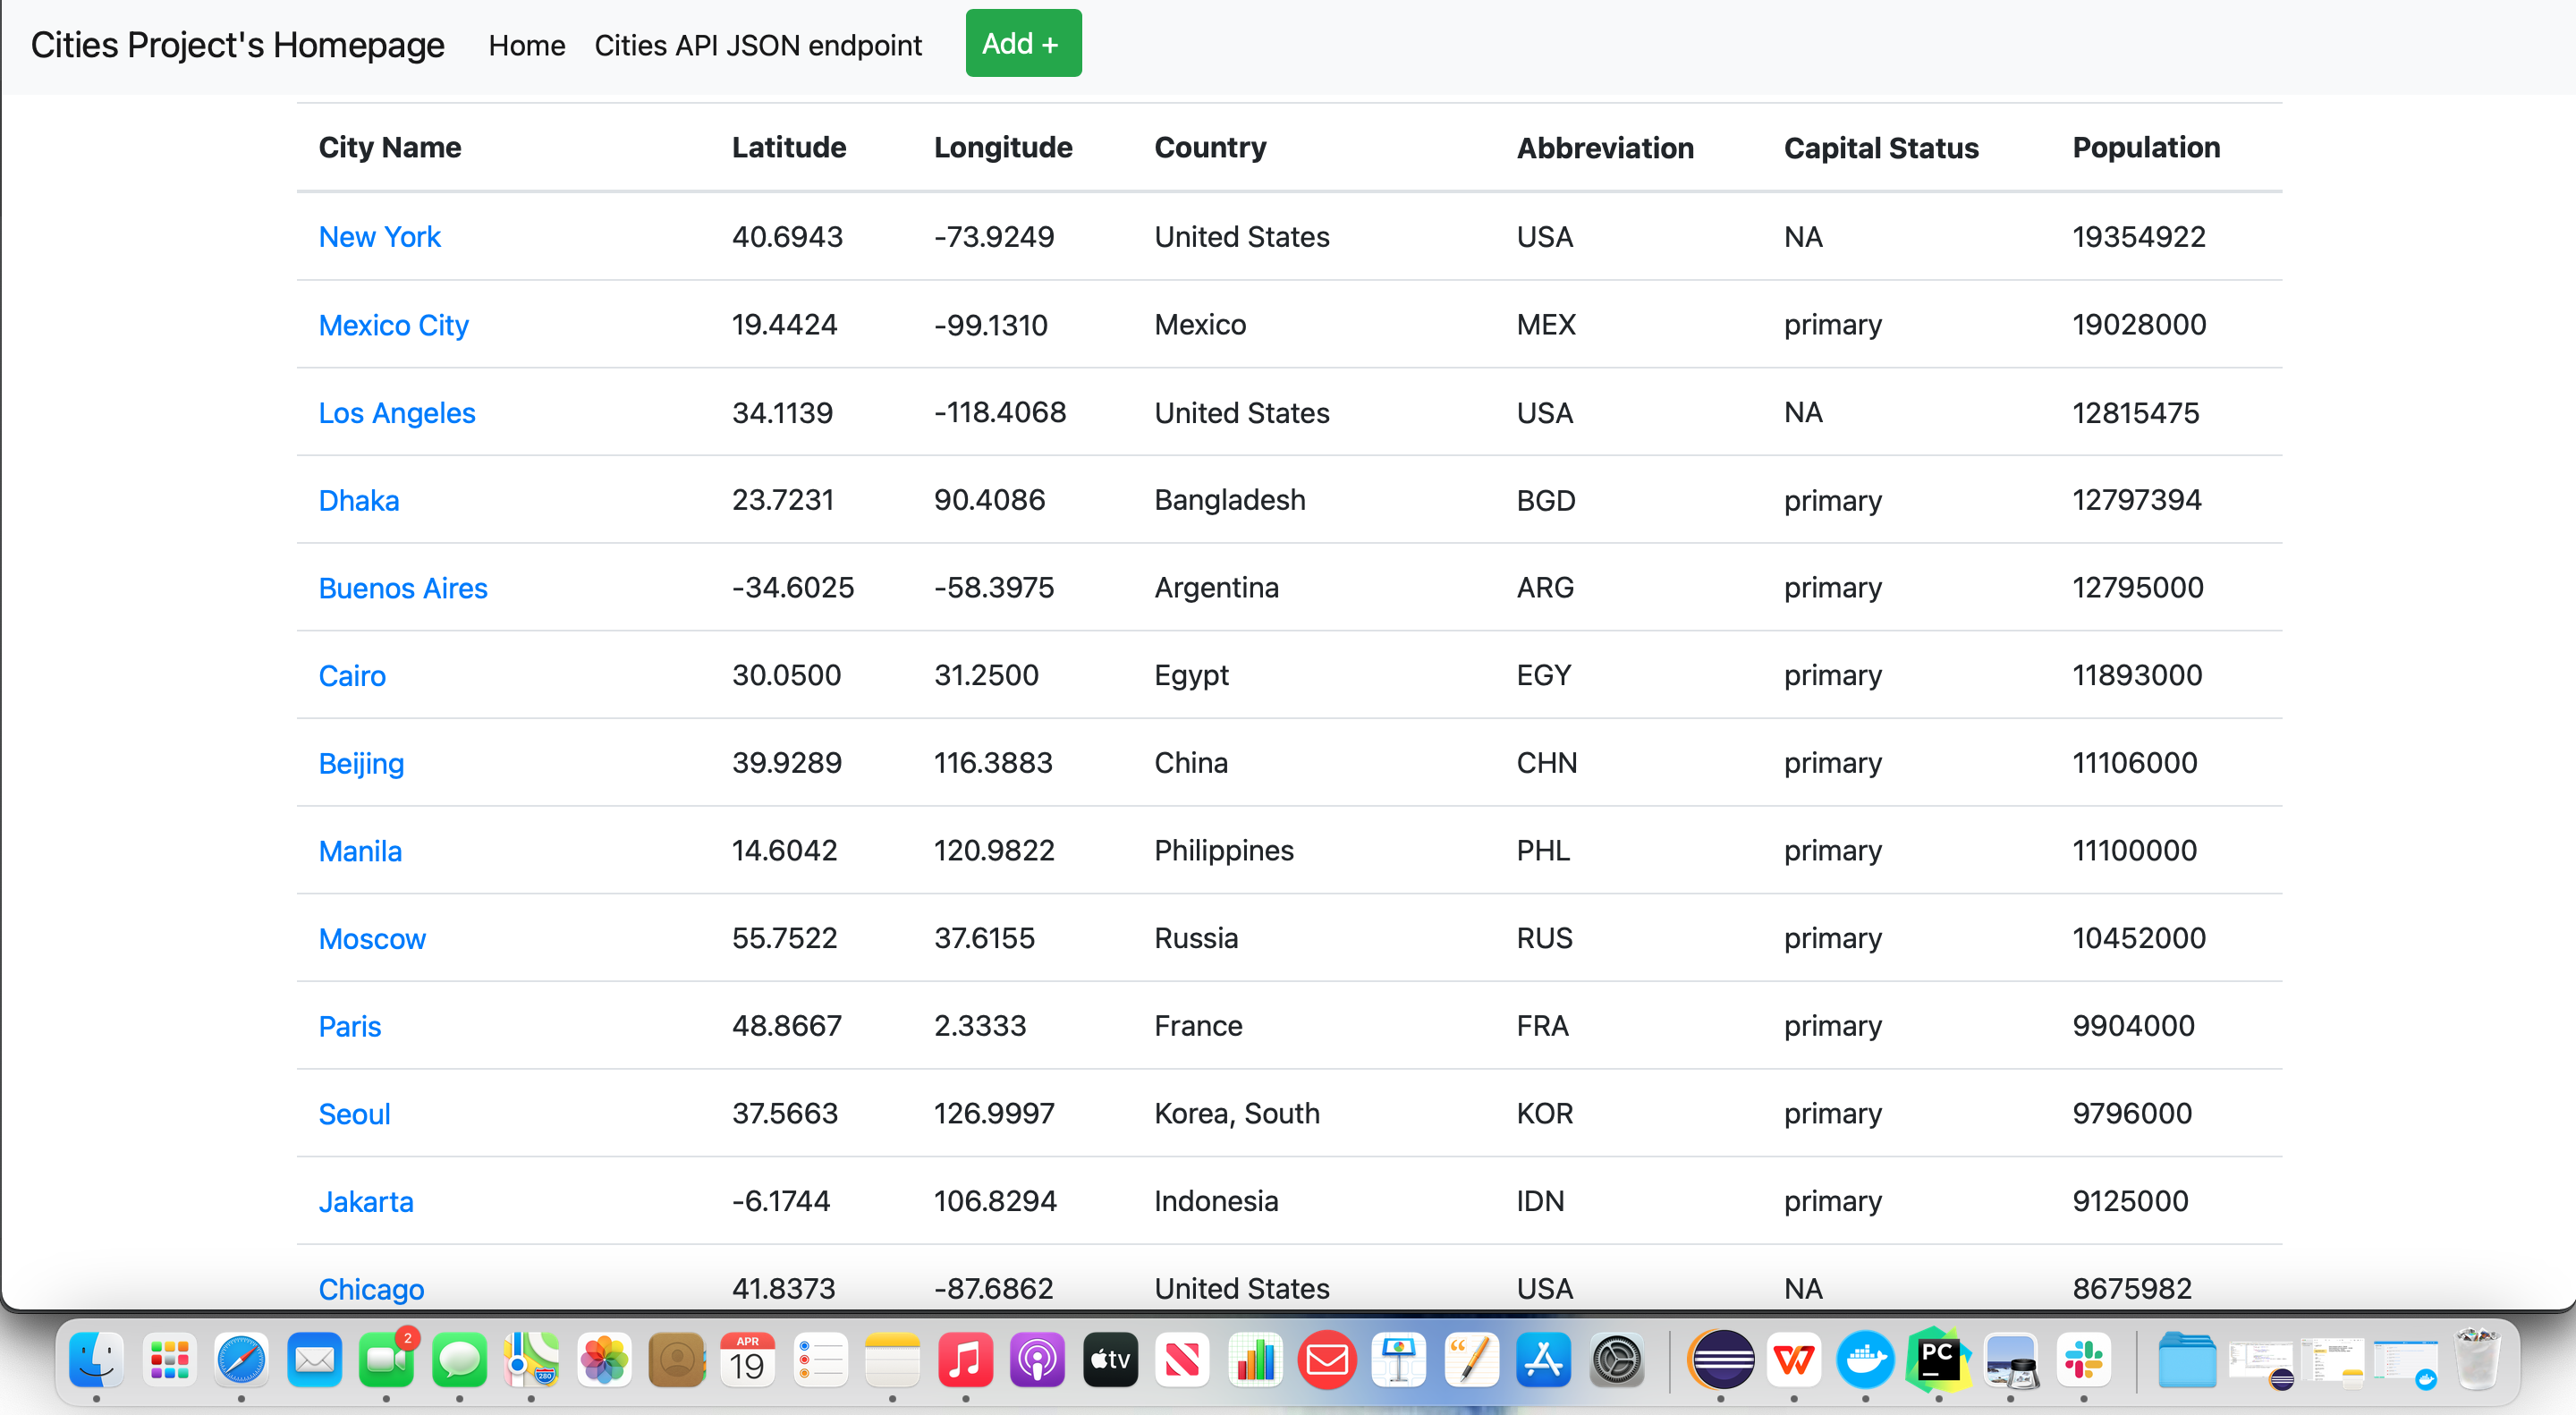 Cities Project's Homepage Home Cities API JSON endpoint Add +
City Name Latitude Longitude Country Abbreviation Capital Status Population
New York 40.6943 -73.9249 United States USA NA 19354922
Mexico City 19.4424 -99.1310 Mexico MEX primary 19028000
Los Angeles 34.1139 -118.4068 United States USA NA 12815475
Dhaka 23.7231 90.4086 Bangladesh BGD primary 12797394
Buenos Aires -34.6025 -58.3975 Argentina ARG primary 12795000
Cairo 30.0500 31.2500 Egypt EGY primary 11893000
Beijing 39.9289 116.3883 China CHN primary 11106000
Manila 14.6042 120.9822 Philippines PHL primary 11100000
Moscow 55.7522 37.6155 Russia RUS primary 10452000
Paris 48.8667 2.3333 France FRA primary 9904000
Seoul 37.5663 126.9997 Korea, South KOR primary 9796000
Jakarta -6.1744 106.8294 Indonesia IDN primary 9125000
Chicago 41.8373 -87.6862 United States USA NA 8675982
2 280 APR 19 tv PC